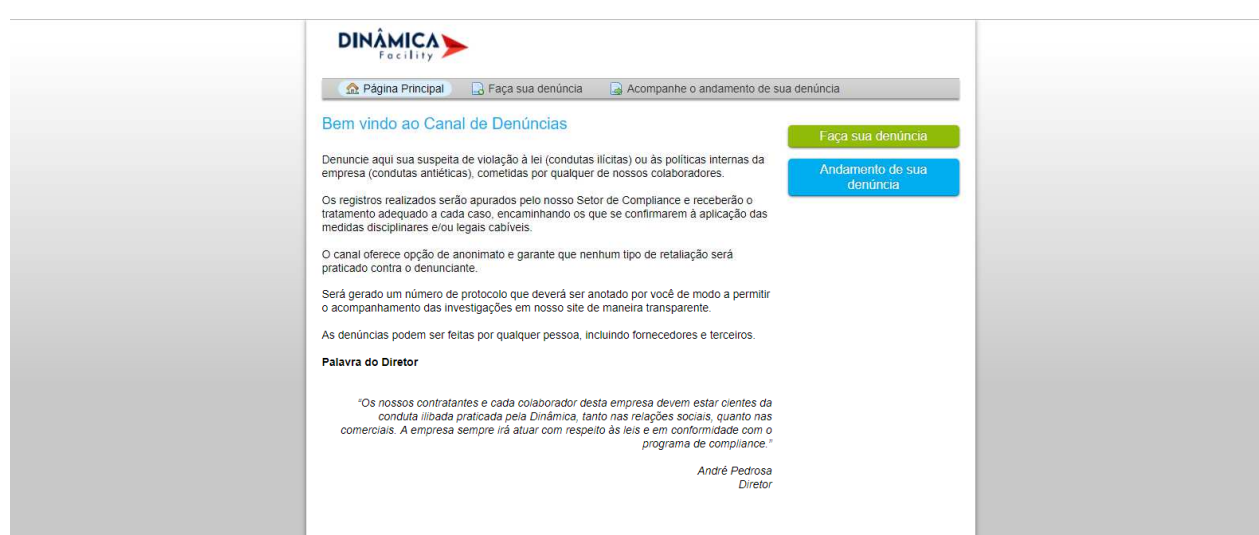 DINÂMICA
Facility
Página Principal
Faça sua denúncia
Acompanhe o andamento de sua denúncia
Bem vindo ao Canal de Denúncias
Denuncie aqui sua suspeita de violação à lei (condutas ilícitas) ou às políticas internas da
empresa (condutas antiéticas), cometidas por qualquer de nossos colaboradores.
Os registros realizados serão apurados pelo nosso Setor de Compliance e receberão o
tratamento adequado a cada caso, encaminhando os que se confirmarem à aplicação das
medidas disciplinares e/ou legais cabíveis.
O canal oferece opção de anonimato e garante que nenhum tipo de retaliação será
praticado contra o denunciante.
Será gerado um número de protocolo que deverá ser anotado por você de modo a permitir
o acompanhamento das investigações em nosso site de maneira transparente.
As denúncias podem ser feitas por qualquer pessoa, incluindo fornecedores e terceiros.
Palavra do Diretor
"Os nossos contratantes e cada colaborador desta empresa devem estar cientes da
conduta ilibada praticada pela Dinâmica, tanto nas relações sociais, quanto nas
comerciais. A empresa sempre irá atuar com respeito às leis e em conformidade com o
programa de compliance."
André Pedrosa
Diretor
Faça sua denúncia
Andamento de sua
denúncia